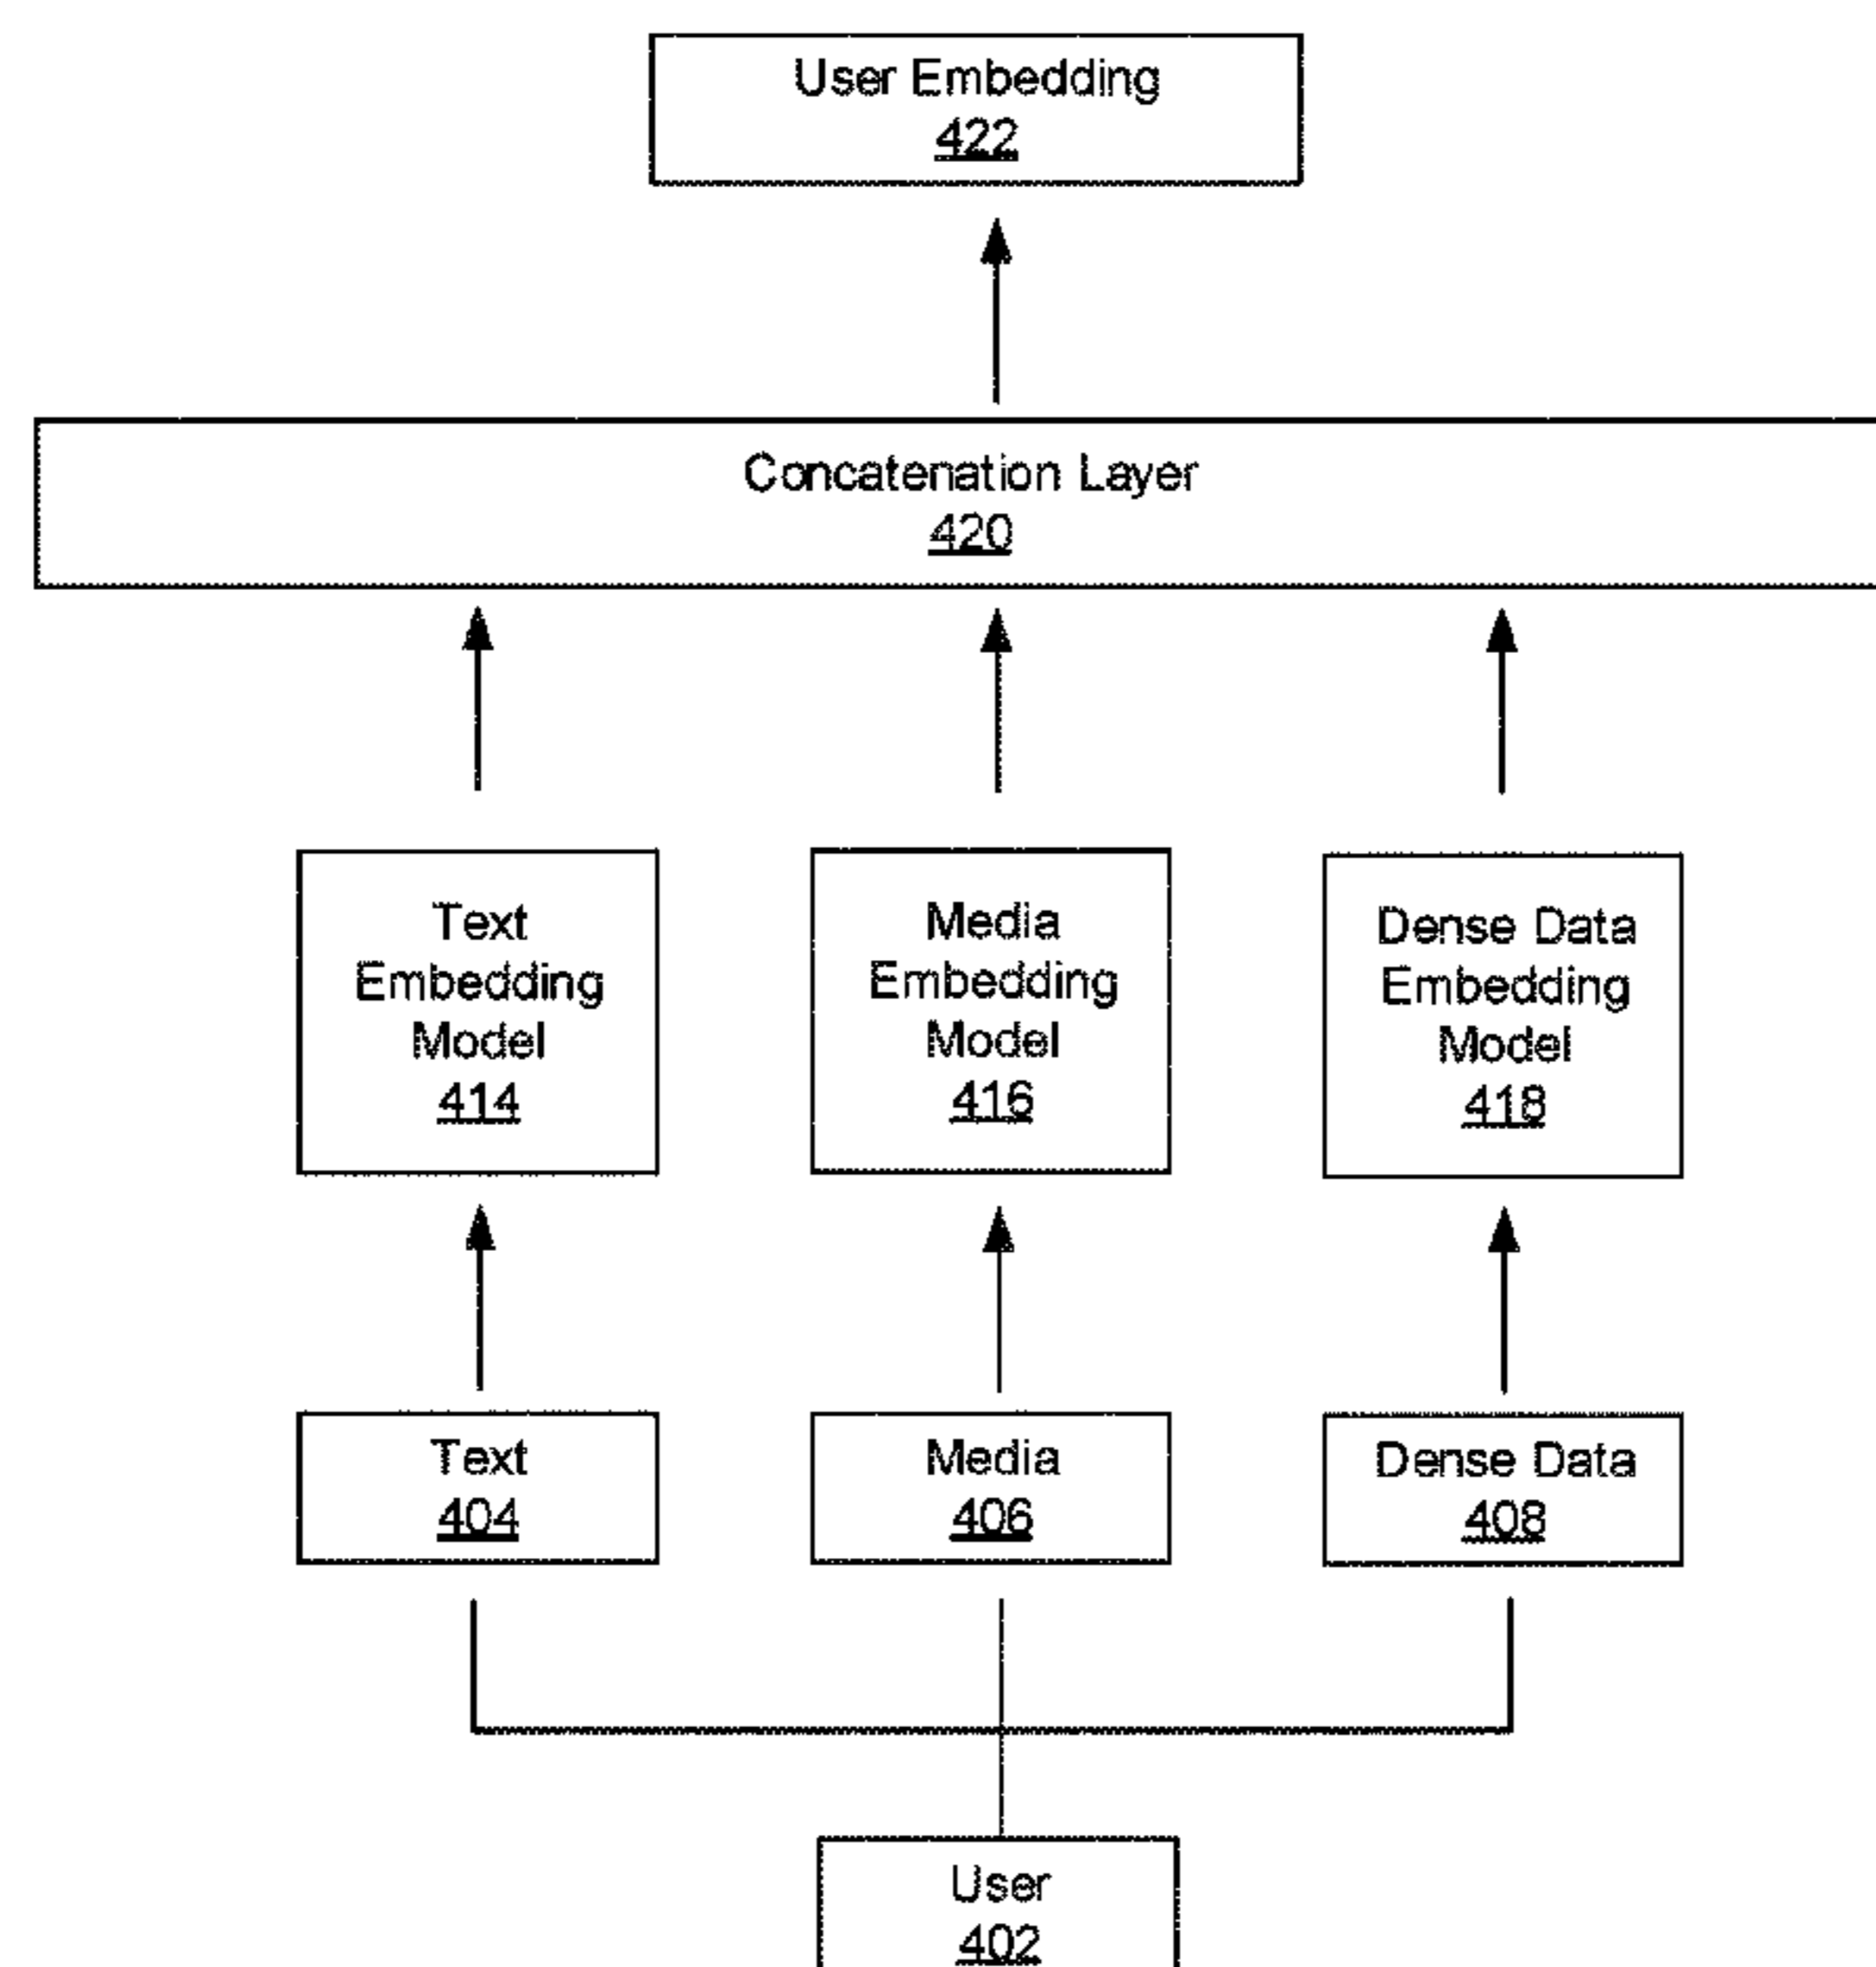 User Embedding
422
Concatenation Layer
420
Text
Embedding
Model
414
Media
Embedding
Model
416
Dense Data
Embedding
Model
418
Text
404
Media
406
Dense Data
408
User
402